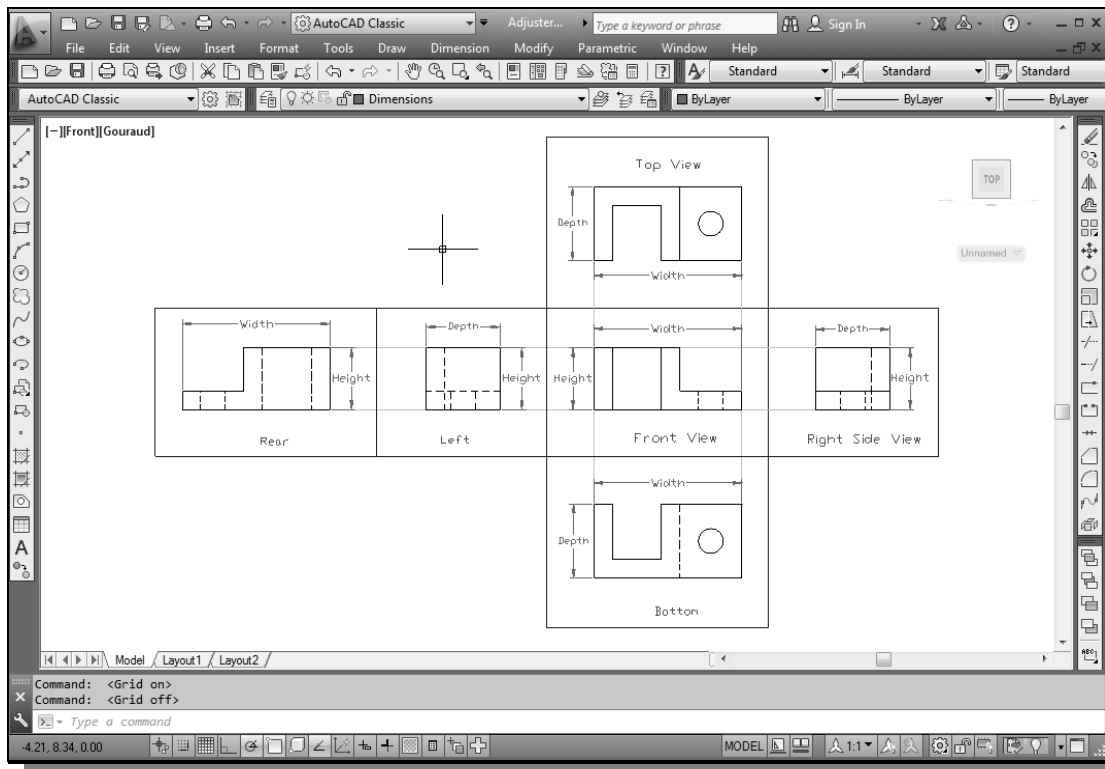 AutoCAD Classic Adjuster... Type a keyword or phrase Sign In
File Edit View Insert Format Tools Draw Dimension Modify Parametric Window Help
Standard Standard Standard
AutoCAD Classic Dimensions ByLayer ByLayer ByLayer
[−][Front][Gouraud]
Top View
TOP
Depth
Unnamed
Width
Width Depth Width Depth
Height Height Height Height
Rear Left Front View Right Side View
Width
Depth
Botton
Model Layout1 Layout2
Command: <Grid on>
Command: <Grid off>
Type a command
-4.21, 8.34, 0.00 MODEL 1:1